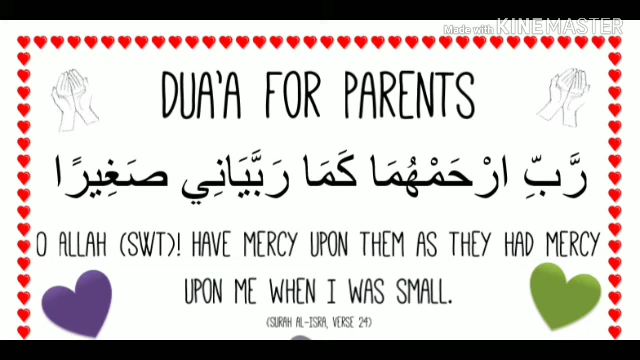 Made with KINEMASTER
DUA'A FOR PARENTS
رَّبِّ ارْحَمْهُمَا كَمَا رَبَّيَانِي صَغِيرًا
O ALLAH (SWT)! HAVE MERCY UPON THEM AS THEY HAD MERCY
UPON ME WHEN I WAS SMALL.
(SURAH AL-ISRA, VERSE 24)